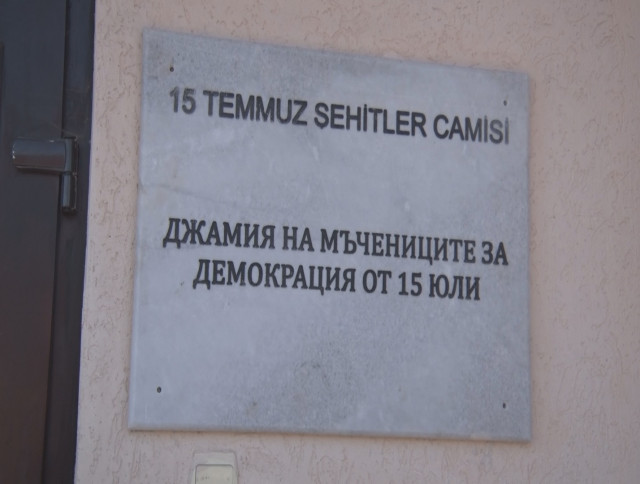 15 TEMMUZ ŞEHİTLER CAMİSİ
ДЖАМИЯ НА МЪЧЕНИЦИТЕ ЗА
ДЕМОКРАЦИЯ ОТ 15 ЮЛИ